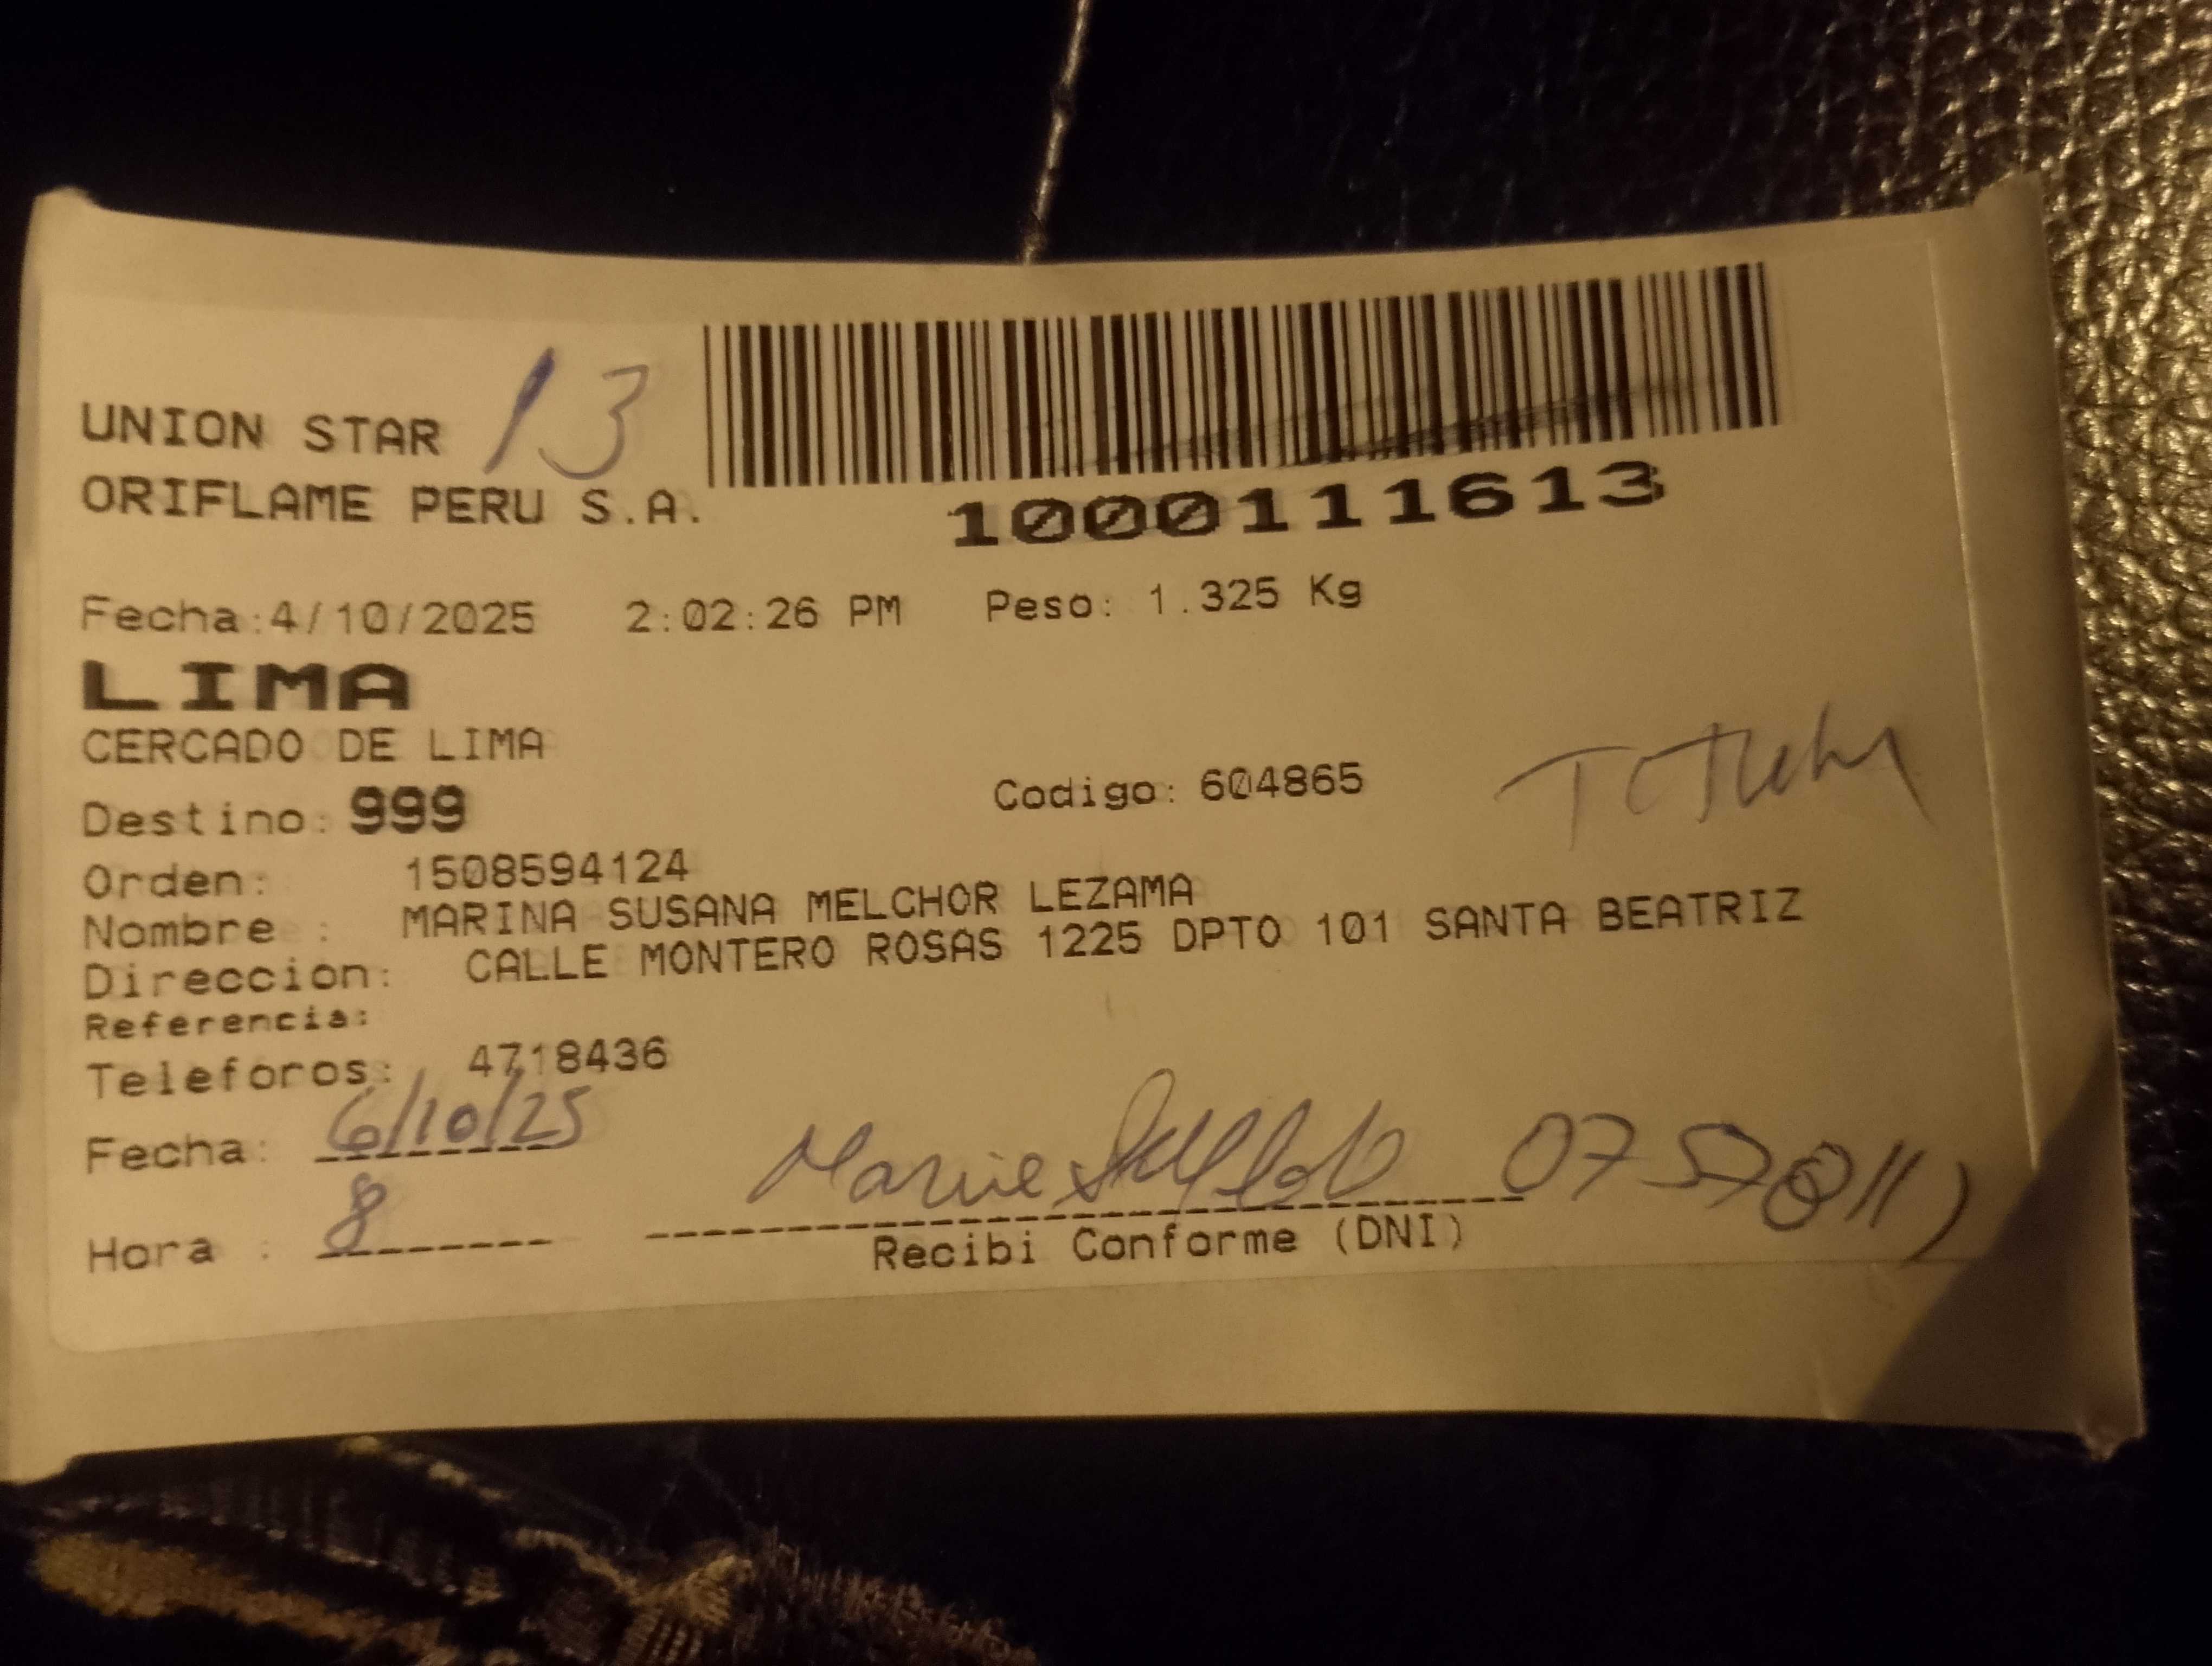 UNION STAR 13
ORIFLAME PERU S.A.
1000111613
Fecha:4/10/2025 2:02:26 PM Peso: 1.325 Kg
LIMA
CERCADO DE LIMA
Destino: 999 Codigo: 604865
Orden: 1508594124
Nombre : MARINA SUSANA MELCHOR LEZAMA
Direccion: CALLE MONTERO ROSAS 1225 DPTO 101 SANTA BEATRIZ
Referencia:
Telefonos: 4718436
Fecha: 6/10/25
Hora : 8
Recibi Conforme (DNI)